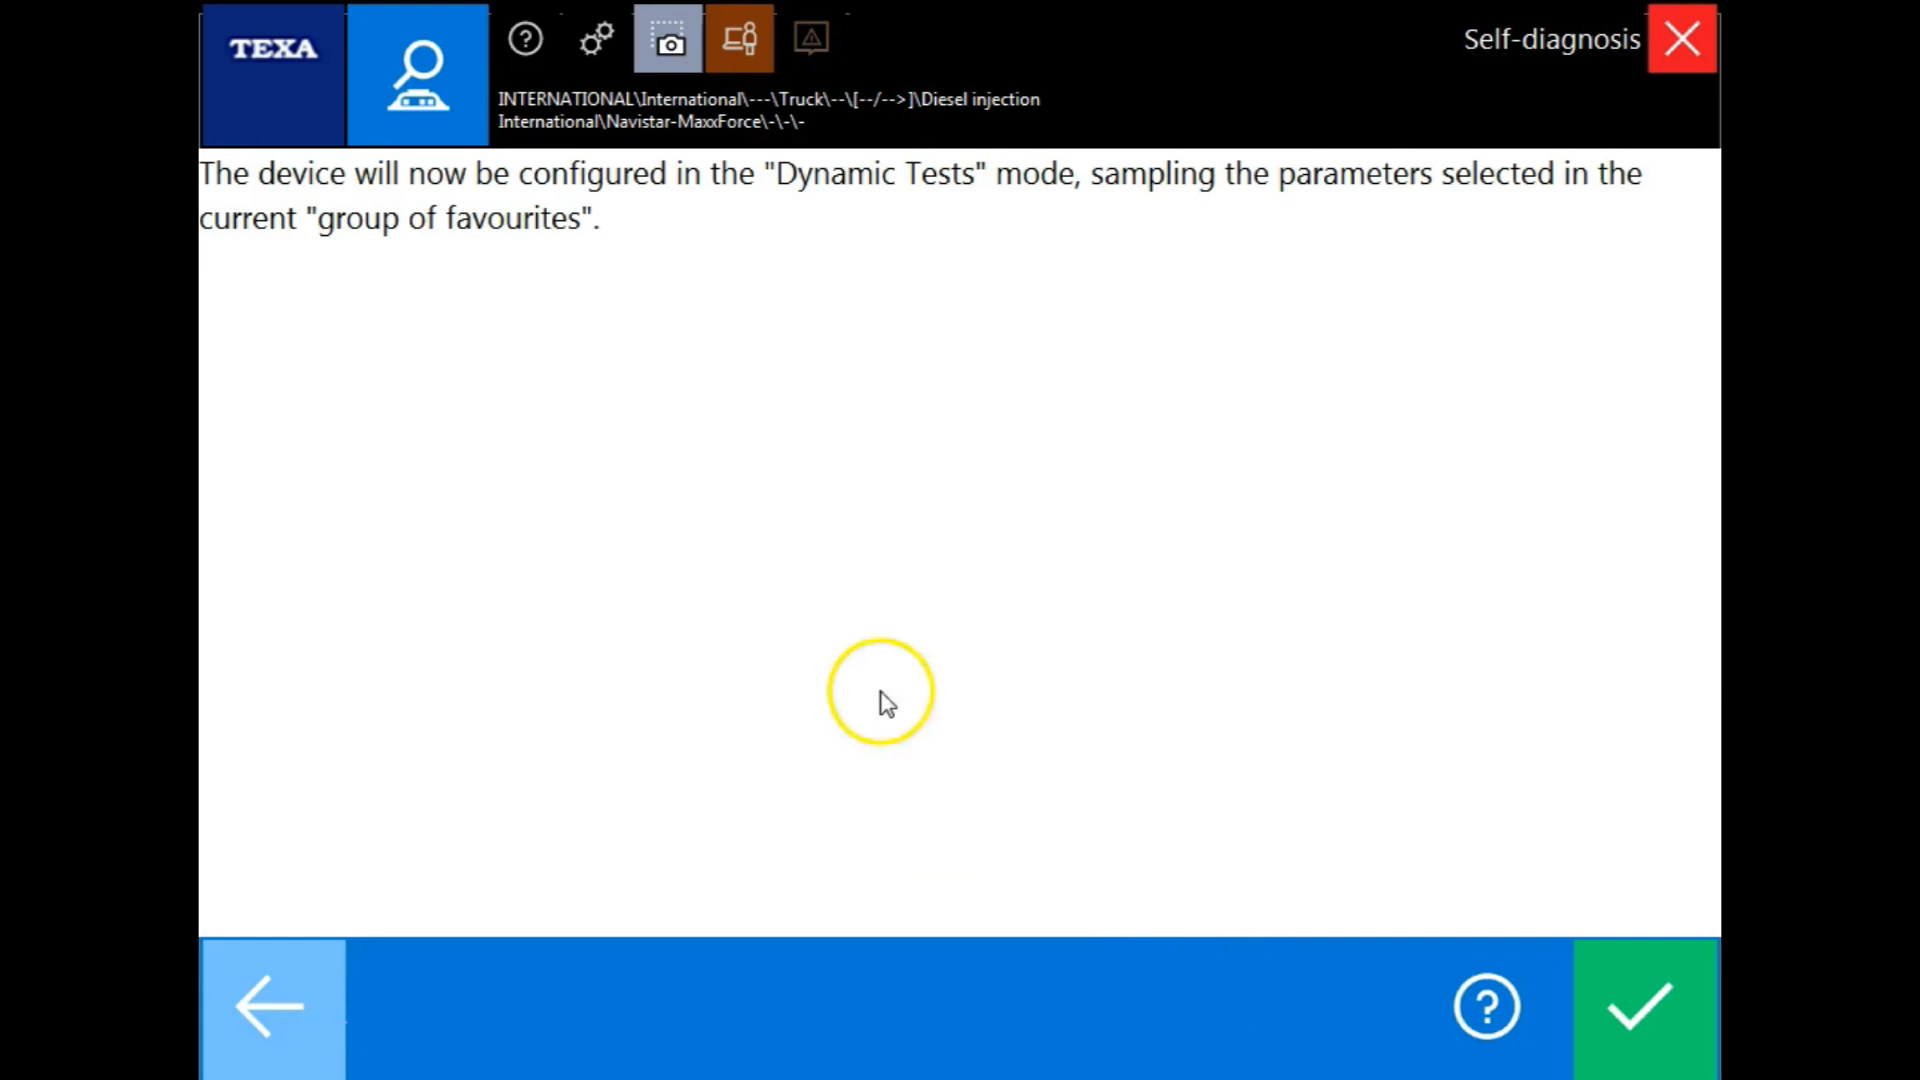 TEXA
Self-diagnosis
INTERNATIONAL\International\---\Truck\--\[--/-->]\Diesel injection
International\Navistar-MaxxForce\-\-\-
The device will now be configured in the "Dynamic Tests" mode, sampling the parameters selected in the
current "group of favourites".